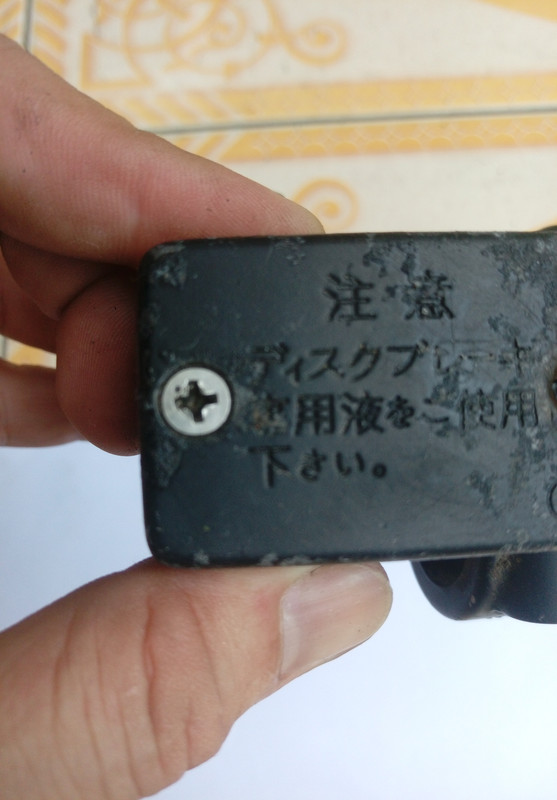 注意
ディスクブレーキ
専用液をご使用
下さい。